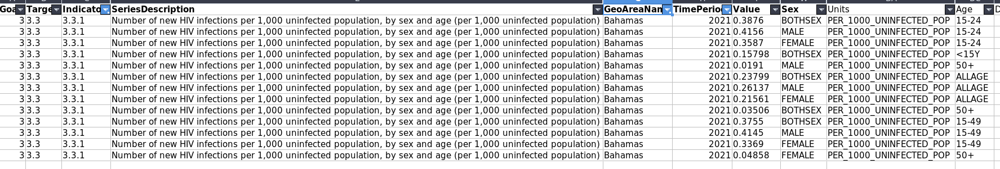 Goa Targe Indicato SeriesDescription GeoAreaNan TimePerio Value Sex Units Age D
3 3.3 3.3.1 Number of new HIV infections per 1,000 uninfected population, by sex and age (per 1,000 uninfected population) Bahamas 2021 0.3876 BOTHSEX PER_1000_UNINFECTED_POP 15-24
3 3.3 3.3.1 Number of new HIV infections per 1,000 uninfected population, by sex and age (per 1,000 uninfected population) Bahamas 2021 0.4156 MALE PER_1000_UNINFECTED_POP 15-24
3 3.3 3.3.1 Number of new HIV infections per 1,000 uninfected population, by sex and age (per 1,000 uninfected population) Bahamas 2021 0.3587 FEMALE PER_1000_UNINFECTED_POP 15-24
3 3.3 3.3.1 Number of new HIV infections per 1,000 uninfected population, by sex and age (per 1,000 uninfected population) Bahamas 2021 0.15798 BOTHSEX PER_1000_UNINFECTED_POP <15Y
3 3.3 3.3.1 Number of new HIV infections per 1,000 uninfected population, by sex and age (per 1,000 uninfected population) Bahamas 2021 0.0191 MALE PER_1000_UNINFECTED_POP 50+
3 3.3 3.3.1 Number of new HIV infections per 1,000 uninfected population, by sex and age (per 1,000 uninfected population) Bahamas 2021 0.23799 BOTHSEX PER_1000_UNINFECTED_POP ALLAGE
3 3.3 3.3.1 Number of new HIV infections per 1,000 uninfected population, by sex and age (per 1,000 uninfected population) Bahamas 2021 0.26137 MALE PER_1000_UNINFECTED_POP ALLAGE
3 3.3 3.3.1 Number of new HIV infections per 1,000 uninfected population, by sex and age (per 1,000 uninfected population) Bahamas 2021 0.21561 FEMALE PER_1000_UNINFECTED_POP ALLAGE
3 3.3 3.3.1 Number of new HIV infections per 1,000 uninfected population, by sex and age (per 1,000 uninfected population) Bahamas 2021 0.03506 BOTHSEX PER_1000_UNINFECTED_POP 50+
3 3.3 3.3.1 Number of new HIV infections per 1,000 uninfected population, by sex and age (per 1,000 uninfected population) Bahamas 2021 0.3755 BOTHSEX PER_1000_UNINFECTED_POP 15-49
3 3.3 3.3.1 Number of new HIV infections per 1,000 uninfected population, by sex and age (per 1,000 uninfected population) Bahamas 2021 0.4145 MALE PER_1000_UNINFECTED_POP 15-49
3 3.3 3.3.1 Number of new HIV infections per 1,000 uninfected population, by sex and age (per 1,000 uninfected population) Bahamas 2021 0.3369 FEMALE PER_1000_UNINFECTED_POP 15-49
3 3.3 3.3.1 Number of new HIV infections per 1,000 uninfected population, by sex and age (per 1,000 uninfected population) Bahamas 2021 0.04858 FEMALE PER_1000_UNINFECTED_POP 50+